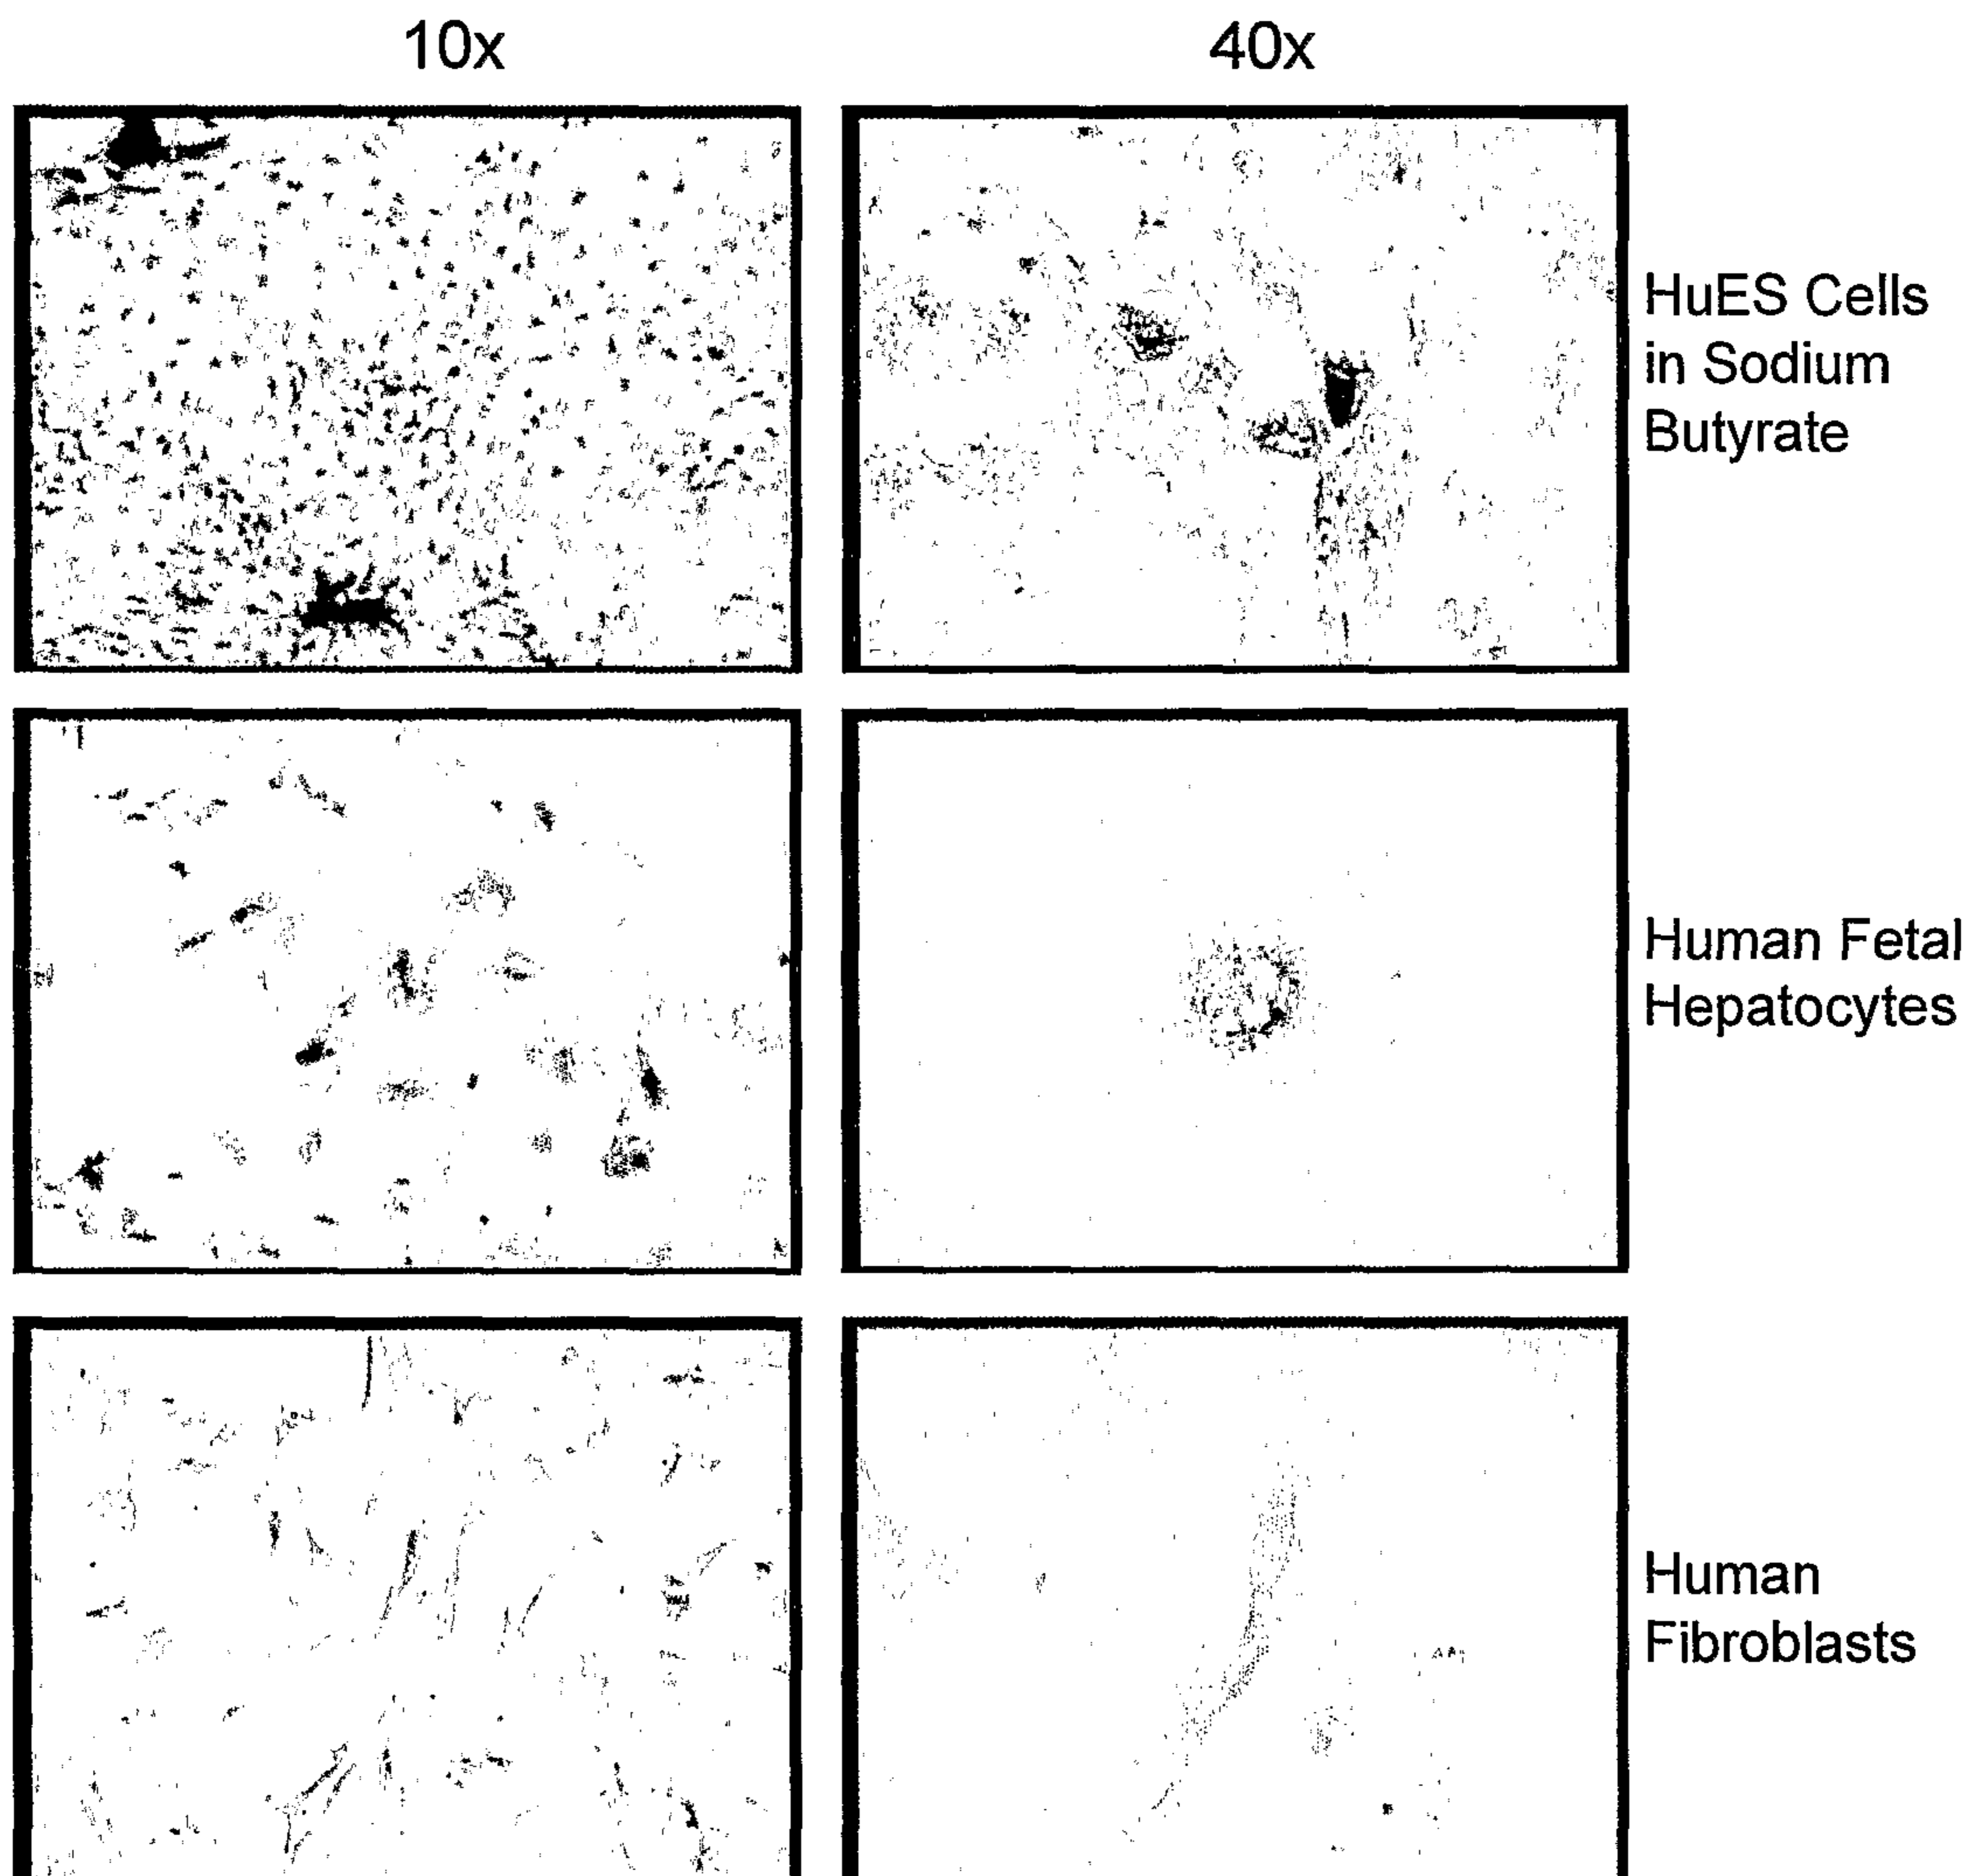 10x
40x
HuES Cells
in Sodium
Butyrate
Human Fetal
Hepatocytes
Human
Fibroblasts